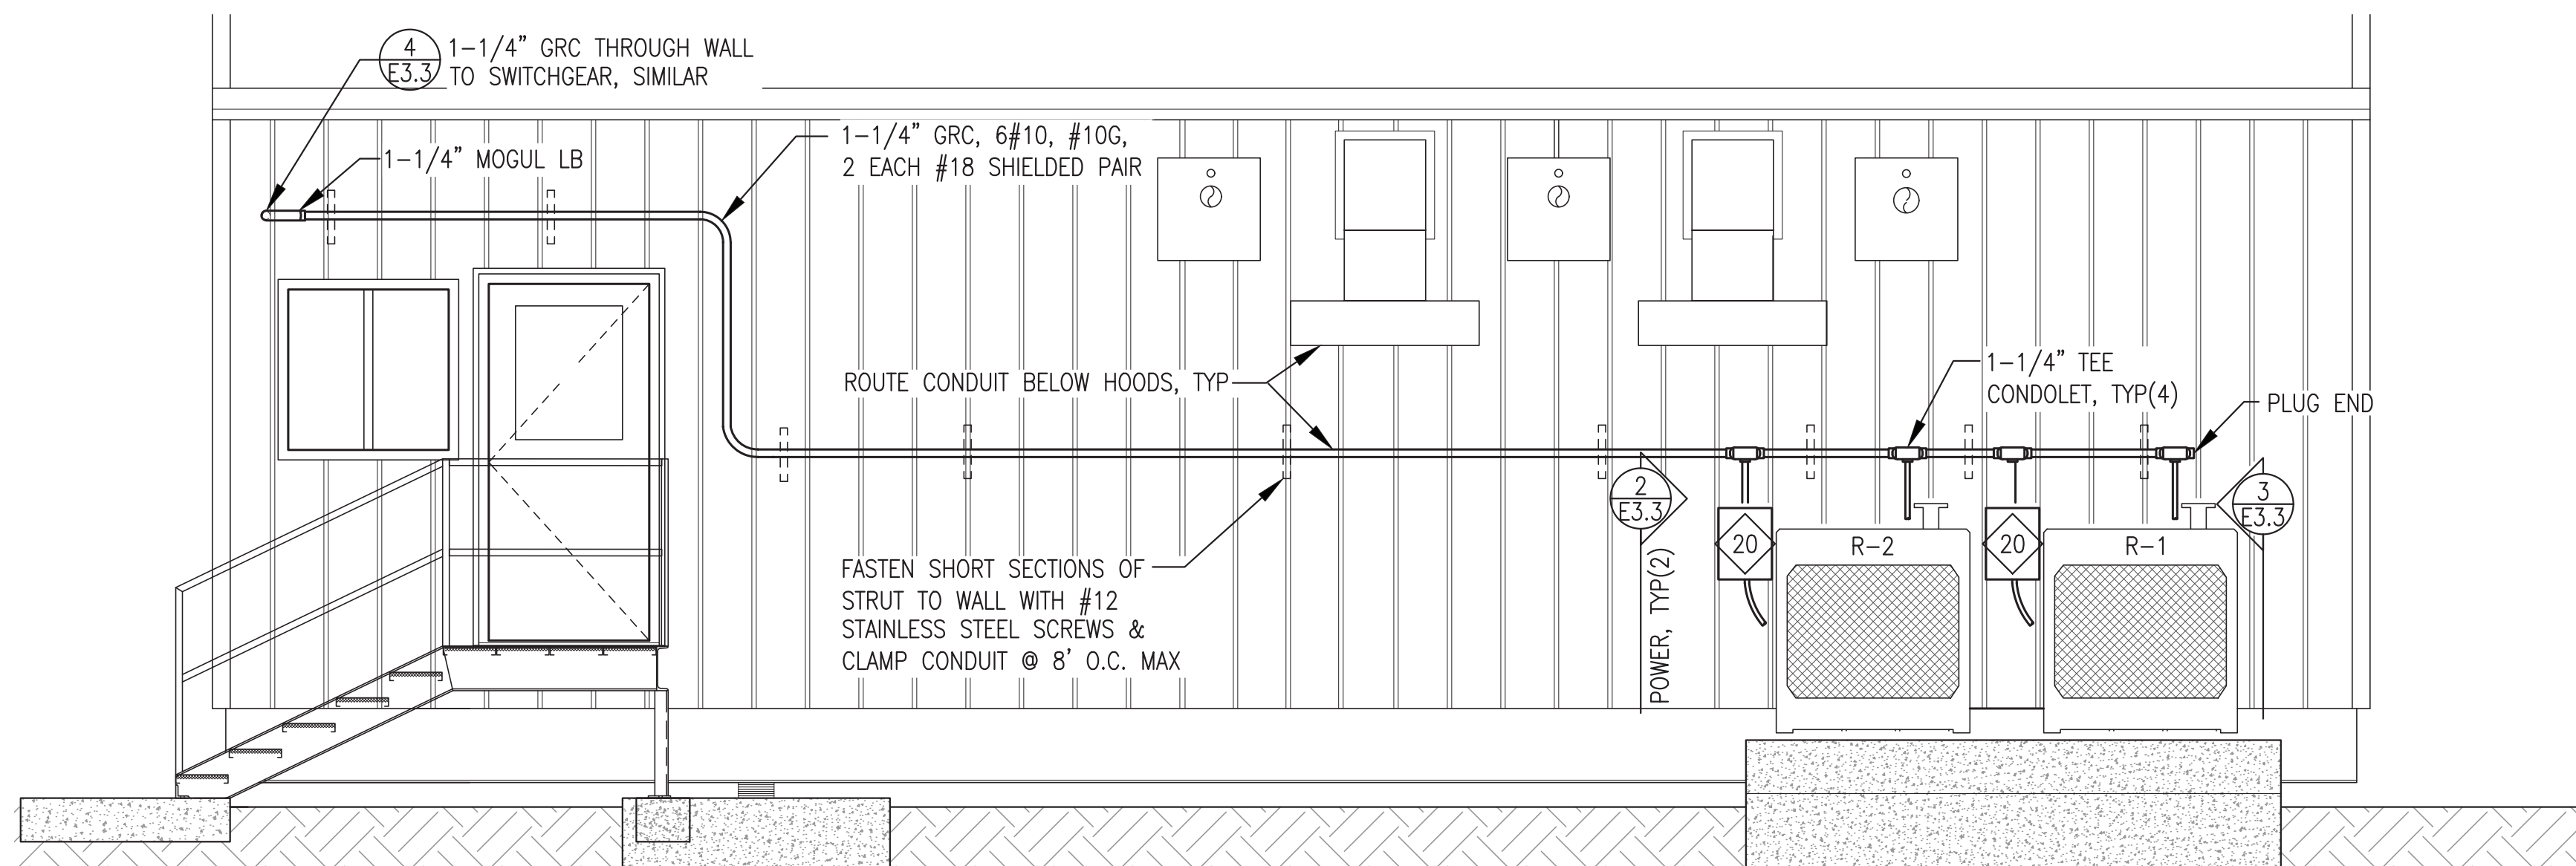 4
E3.3
1-1/4" GRC THROUGH WALL
TO SWITCHGEAR, SIMILAR
1-1/4" MOGUL LB
1-1/4" GRC, 6#10, #10G,
2 EACH #18 SHIELDED PAIR
ROUTE CONDUIT BELOW HOODS, TYP
1-1/4" TEE
CONDOLET, TYP(4)
PLUG END
FASTEN SHORT SECTIONS OF
STRUT TO WALL WITH #12
STAINLESS STEEL SCREWS &
CLAMP CONDUIT @ 8' O.C. MAX
2
E3.3
POWER, TYP(2)
20
R-2
20
R-1
3
E3.3